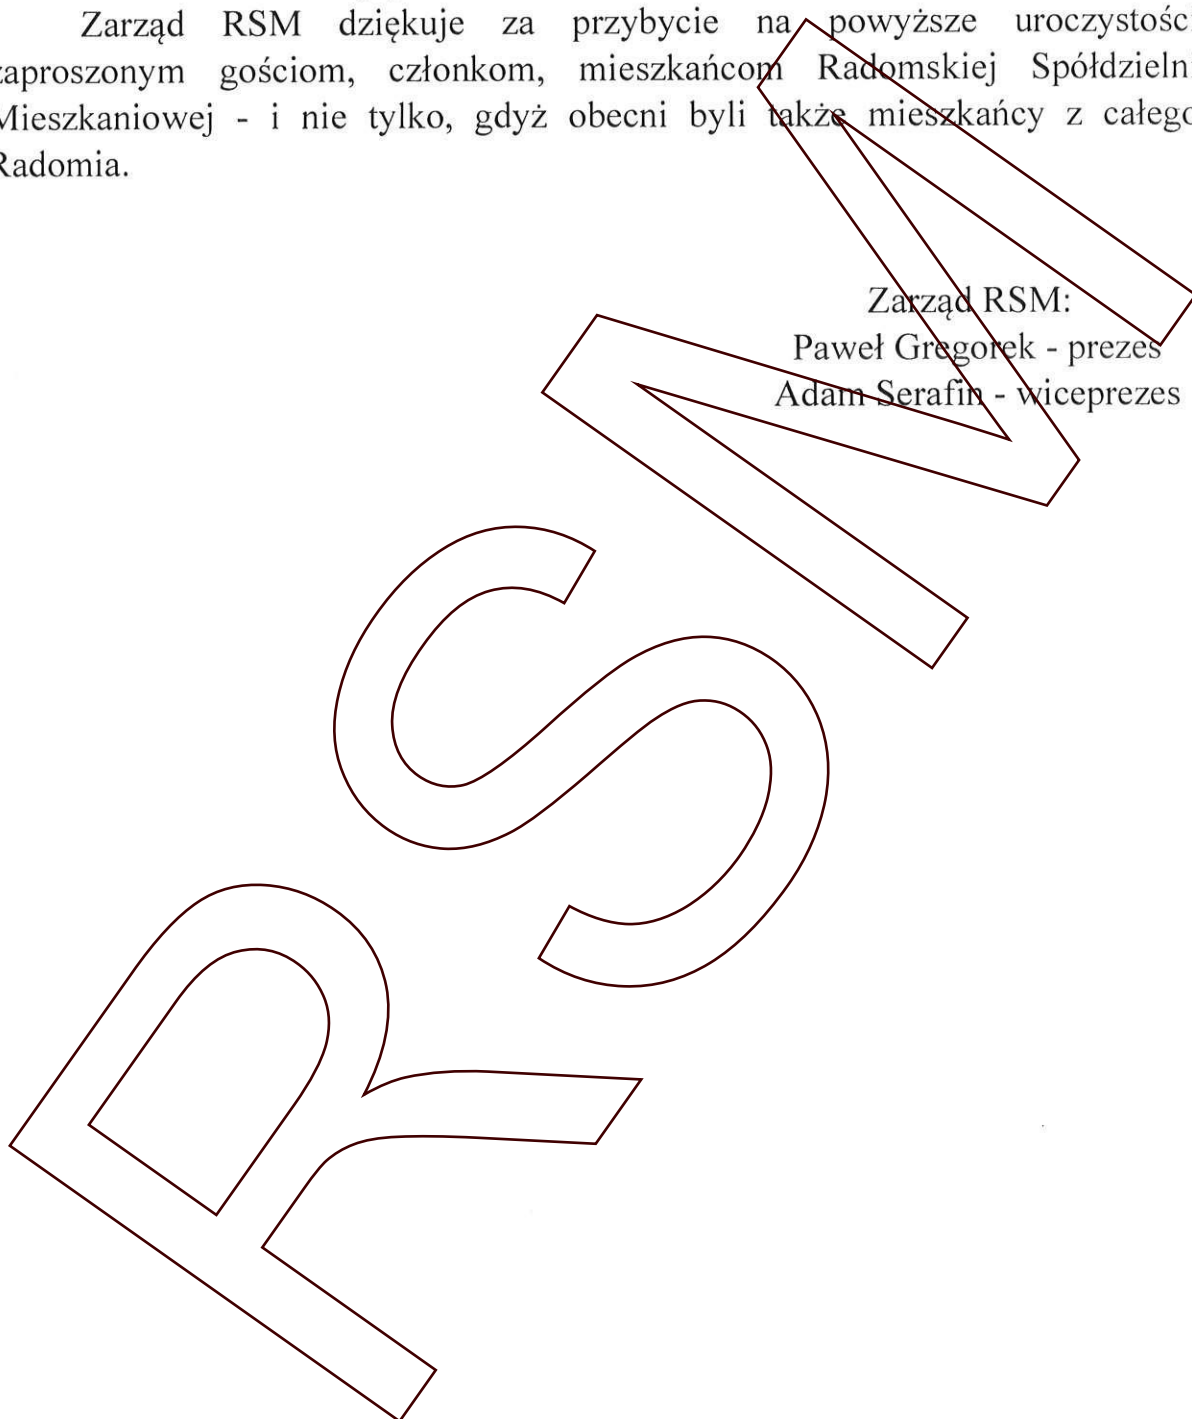 Zarząd RSM dziękuje za przybycie na powyższe uroczystości
zaproszonym gościom, członkom, mieszkańcom Radomskiej Spółdzielni
Mieszkaniowej - i nie tylko, gdyż obecni byli także mieszkańcy z całego
Radomia.
Zarząd RSM:
Paweł Gregorek - prezes
Adam Serafin - wiceprezes
RSM